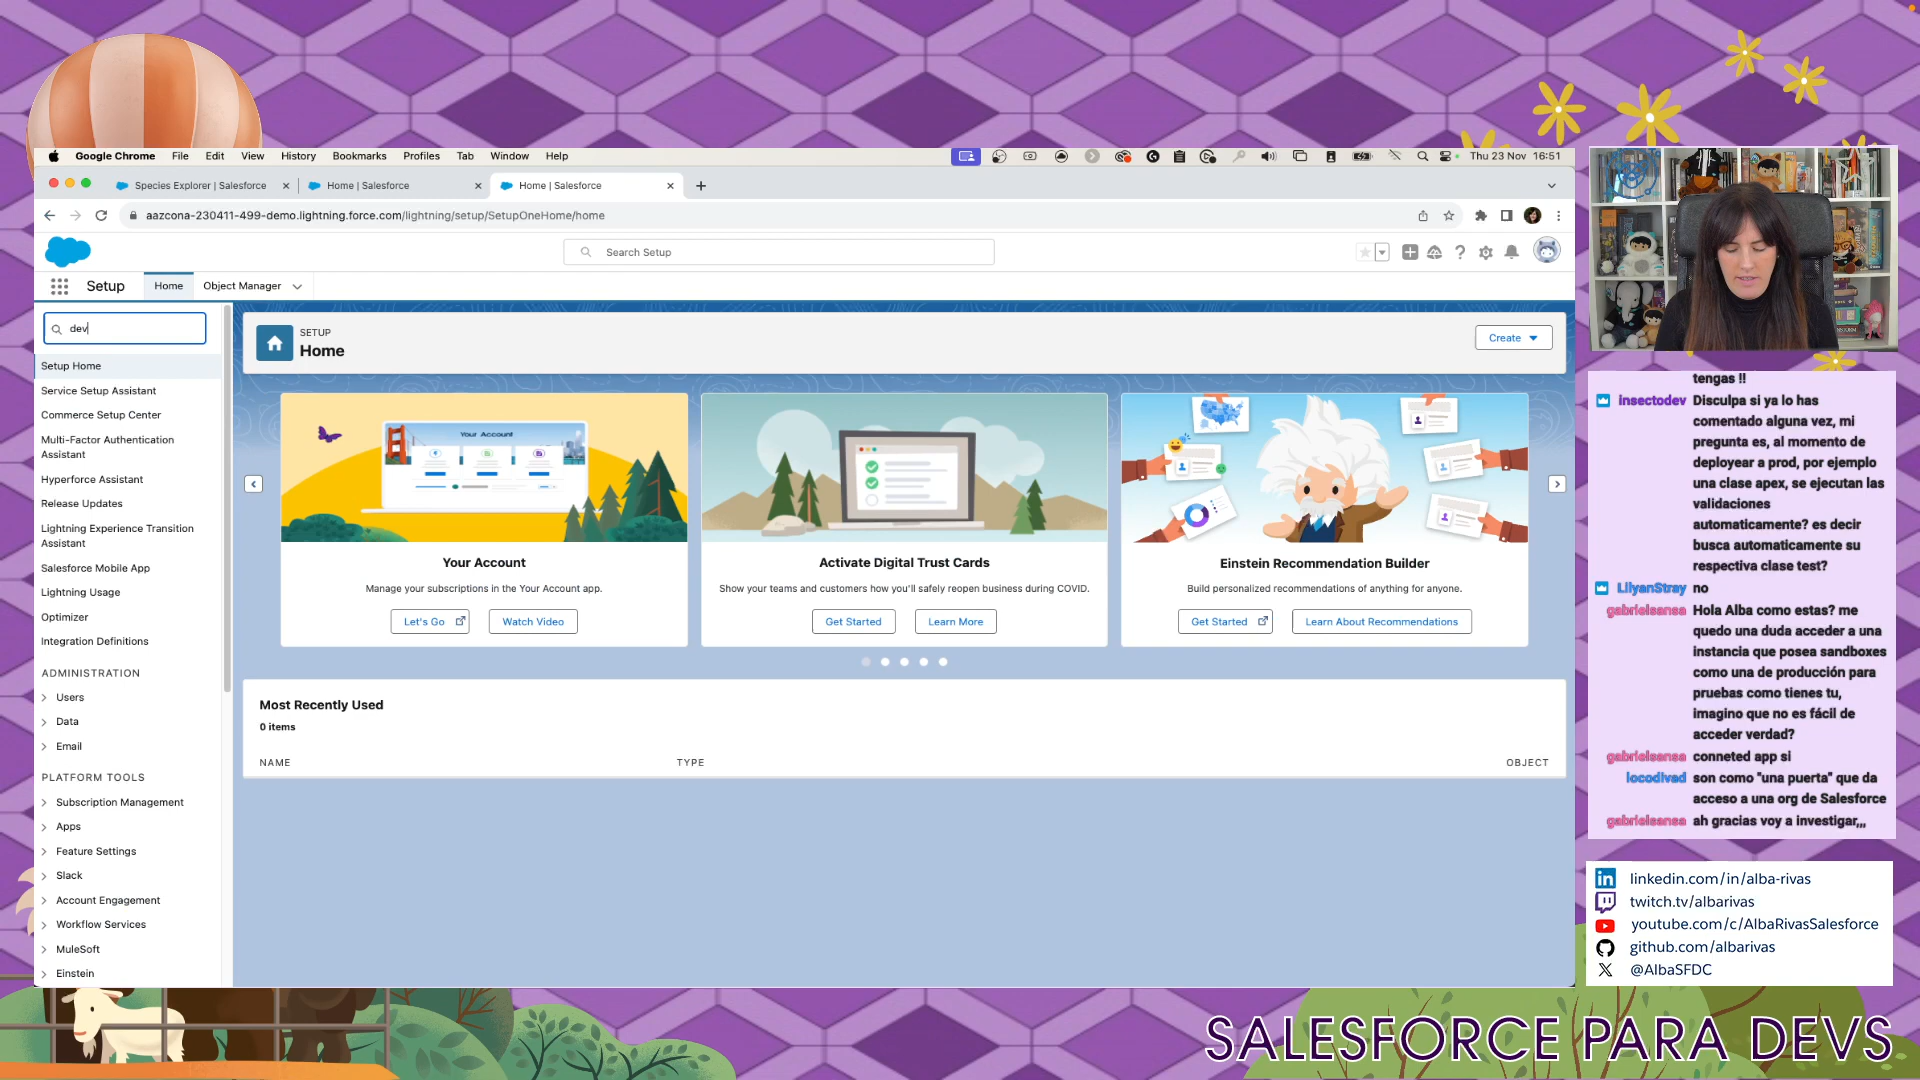 Google Chrome File Edit View History Bookmarks Profiles Tab Window Help Thu 23 Nov 16:51
Species Explorer | Salesforce Home | Salesforce Home | Salesforce
aazcona-230411-499-demo.lightning.force.com/lightning/setup/SetupOneHome/home
Search Setup
Setup Home Object Manager
dev
Setup Home
Service Setup Assistant
Commerce Setup Center
Multi-Factor Authentication
Assistant
Hyperforce Assistant
Release Updates
Lightning Experience Transition
Assistant
Salesforce Mobile App
Lightning Usage
Optimizer
Integration Definitions
ADMINISTRATION
Users
Data
Email
PLATFORM TOOLS
Subscription Management
Apps
Feature Settings
Slack
Account Engagement
Workflow Services
MuleSoft
Einstein
SETUP
Home
Create
Your Account
Your Account
Manage your subscriptions in the Your Account app.
Let's Go Watch Video
Activate Digital Trust Cards
Show your teams and customers how you'll safely reopen business during COVID.
Get Started Learn More
Einstein Recommendation Builder
Build personalized recommendations of anything for anyone.
Get Started Learn About Recommendations
Most Recently Used
0 items
NAME TYPE OBJECT
tengas !!
insectodev Disculpa si ya lo has
comentado alguna vez, mi
pregunta es, al momento de
deployear a prod, por ejemplo
una clase apex, se ejecutan las
validaciones
automaticamente? es decir
busca automaticamente su
respectiva clase test?
LilyanStray no
gabrielsansa Hola Alba como estas? me
quedo una duda acceder a una
instancia que posea sandboxes
como una de producción para
pruebas como tienes tu,
imagino que no es fácil de
acceder verdad?
gabrielsansa conneted app si
locodivad son como "una puerta" que da
acceso a una org de Salesforce
gabrielsansa ah gracias voy a investigar,,,
linkedin.com/in/alba-rivas
twitch.tv/albarivas
youtube.com/c/AlbaRivasSalesforce
github.com/albarivas
@AlbaSFDC
SALESFORCE PARA DEVS